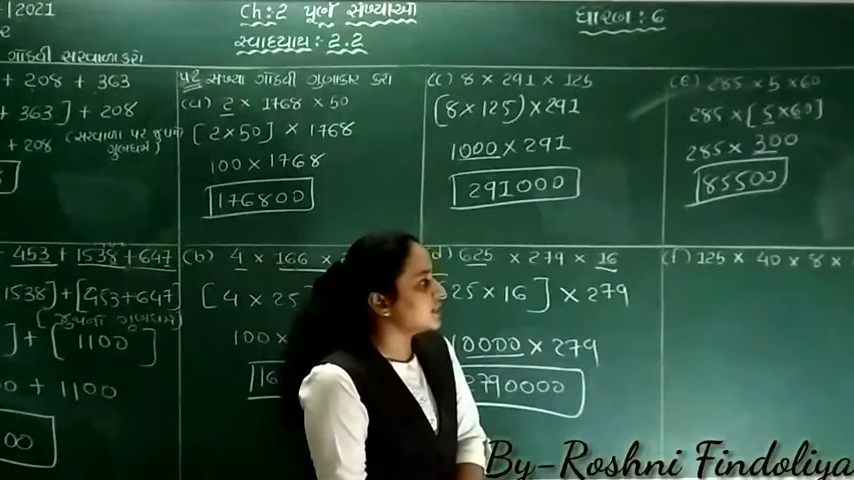 1/2021
Ch:2 પૂર્ણ સંખ્યાઓ
ધોરણ: 6
સ્વાધ્યાય: 2.2
ગોઠવી સરવાળા કરો
+ 208 + 363
+ 363] + 208
+ 208 (સરવાળા પર જૂથનો
ગુણધર્મ)
453 + 1538 + 647
1538] + [453+647]
(જૂથનો ગુણધર્મ)
] + [1100]
+ 1100
00
પ્ર2 સંખ્યા ગોઠવી ગુણાકાર કરો
(a) 2 × 1768 × 50
[2×50] × 1768
100 × 1768
176800
(b) 4 × 166 ×
[4 × 25
100 ×
16
(c) 8 × 291 × 125
(8×125) × 291
1000 × 291
291000
d) 625 × 279 × 16
25 × 16] × 279
10000 × 279
2790000
(e) 285 × 5 × 60
285 × [5×60]
285 × 300
85500
(f) 125 × 40 × 8 ×
By-Roshni Findoliya